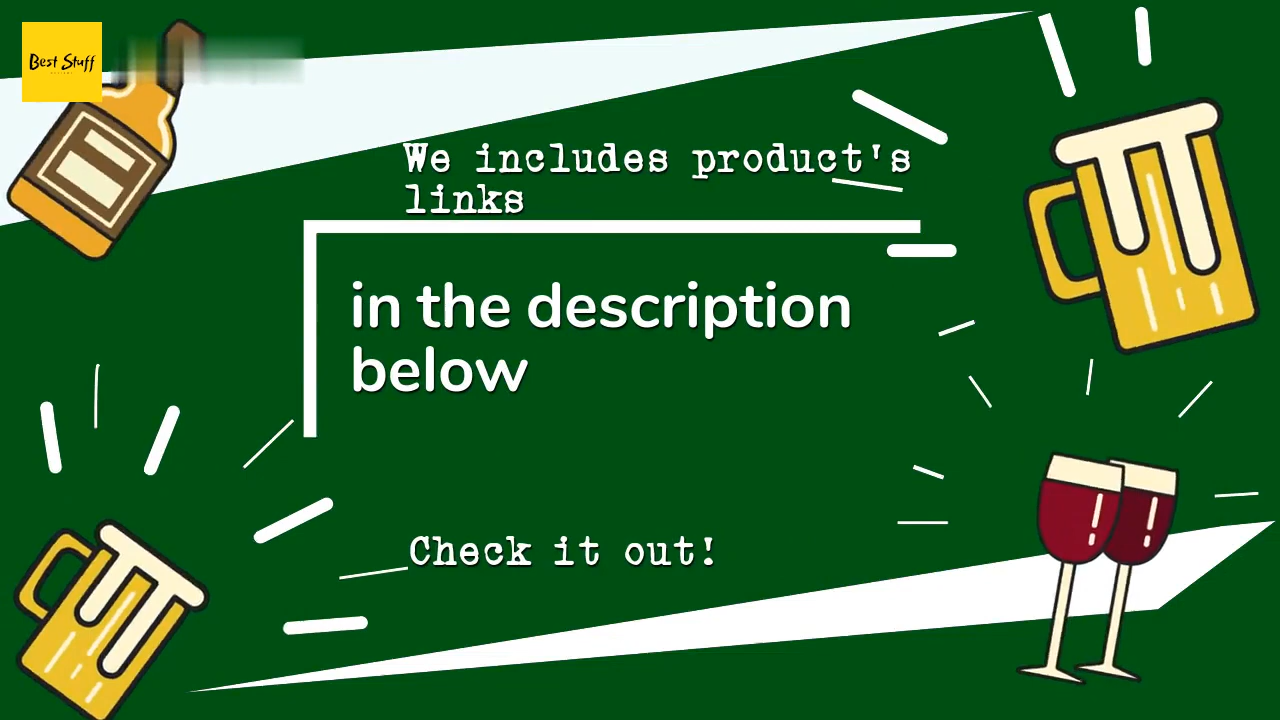 Best Stuff
We includes product's
links
in the description
below
Check it out!